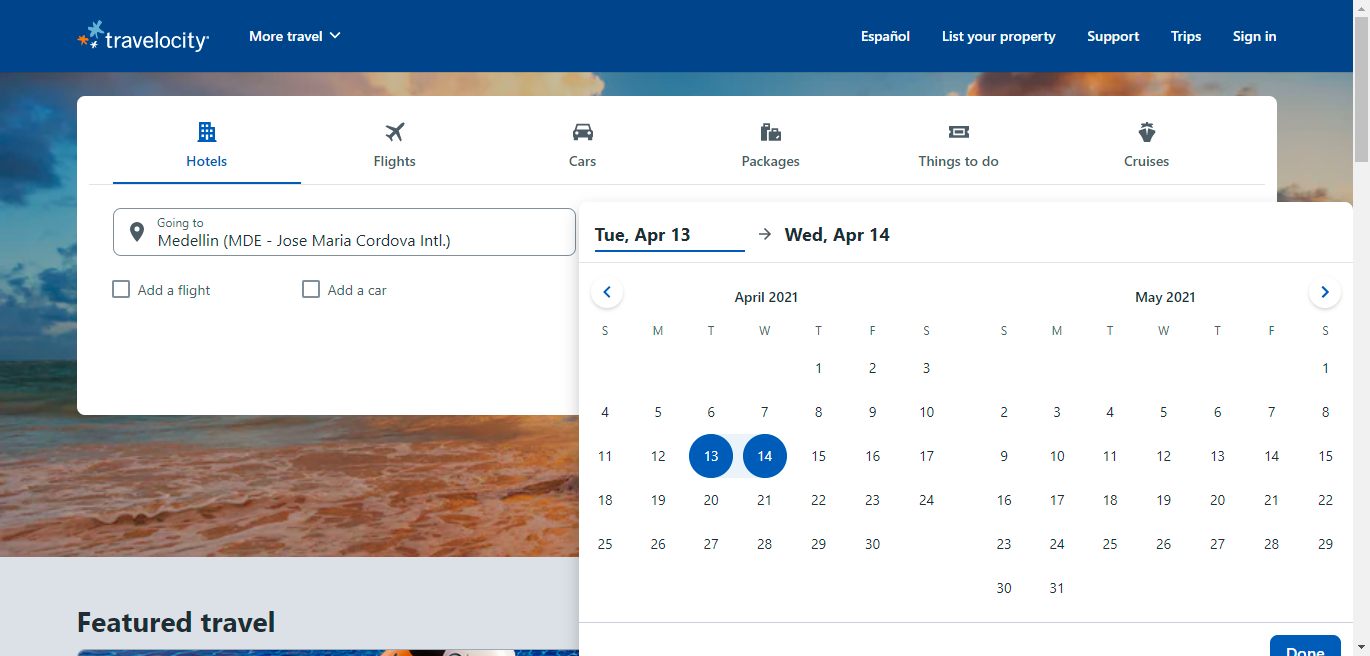 travelocity
More travel
Español
List your property
Support
Trips
Sign in
Hotels
Flights
Cars
Packages
Things to do
Cruises
Going to
Medellin (MDE - Jose Maria Cordova Intl.)
Add a flight
Add a car
Tue, Apr 13
Wed, Apr 14
April 2021
S M T W T F S
1 2 3
4 5 6 7 8 9 10
11 12 13 14 15 16 17
18 19 20 21 22 23 24
25 26 27 28 29 30
May 2021
S M T W T F S
1
2 3 4 5 6 7 8
9 10 11 12 13 14 15
16 17 18 19 20 21 22
23 24 25 26 27 28 29
30 31
Done
Featured travel